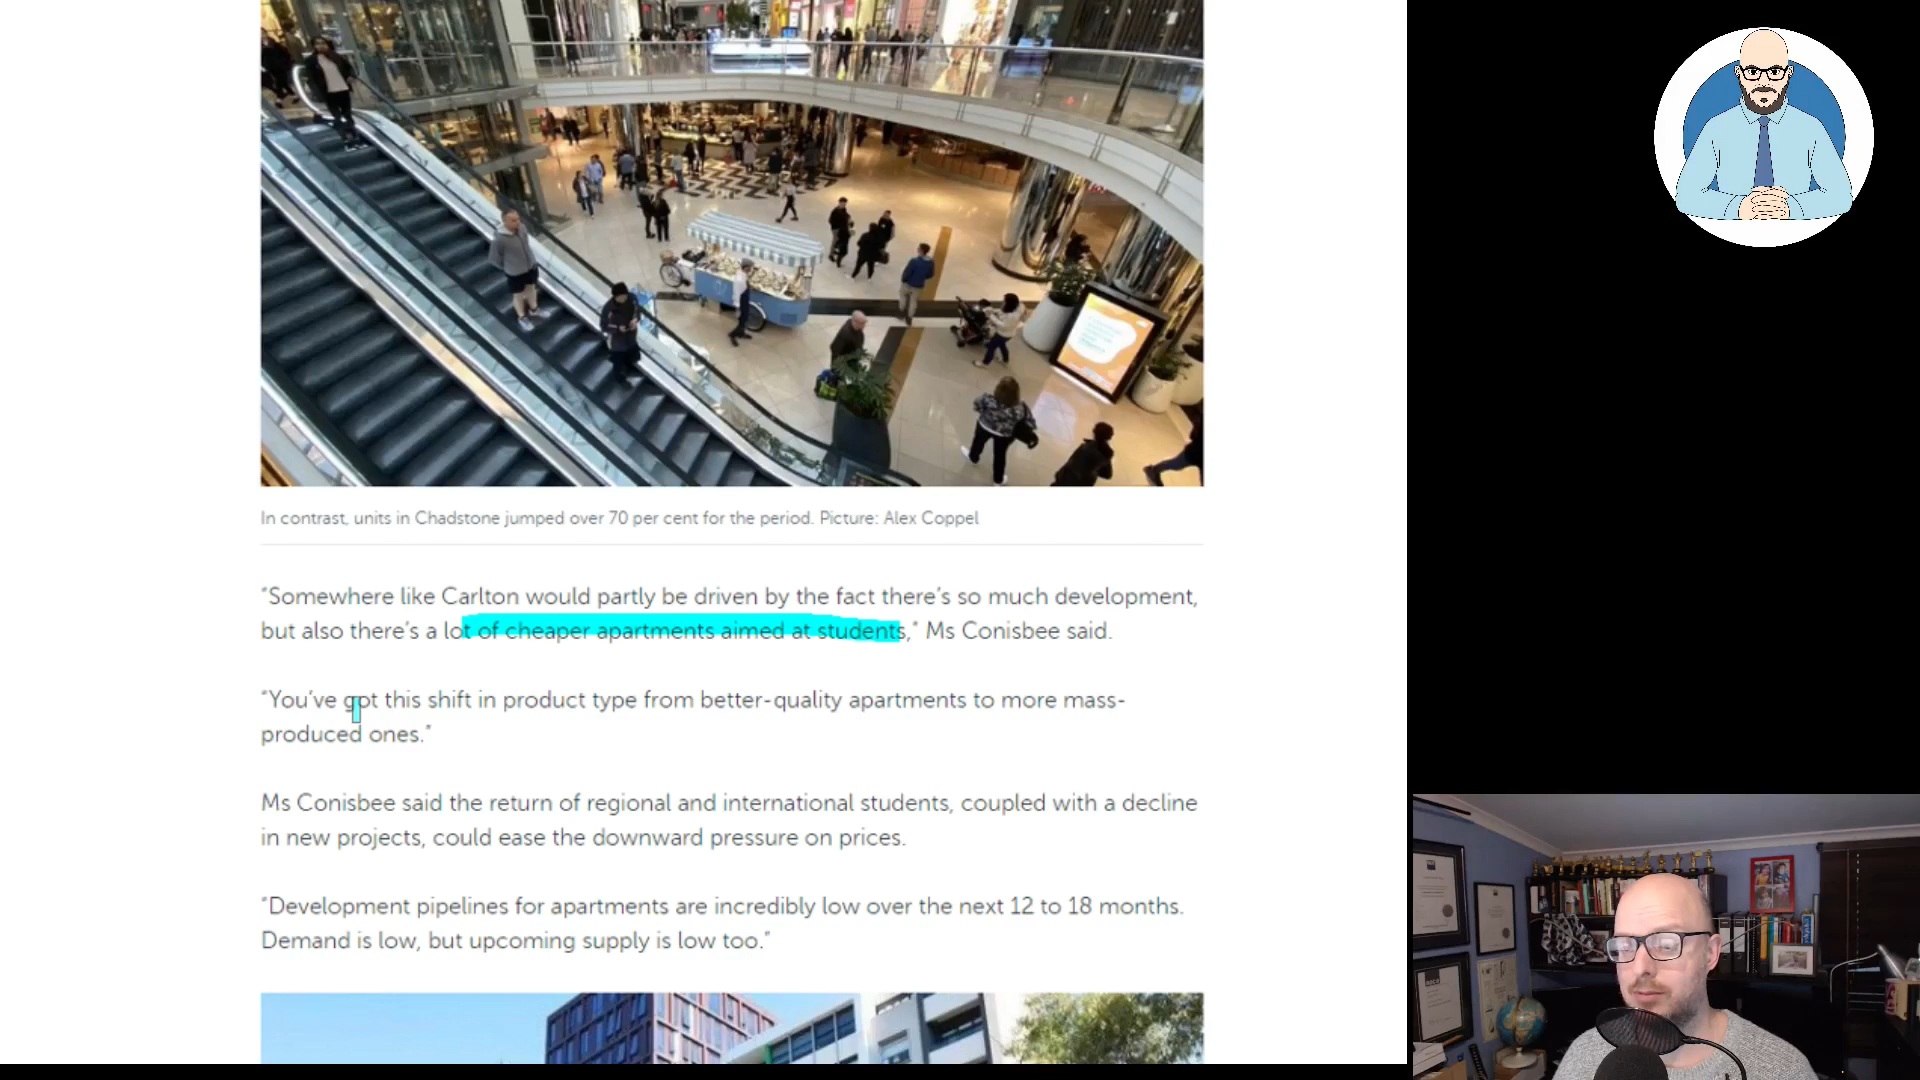 In contrast, units in Chadstone jumped over 70 per cent for the period. Picture: Alex Coppel
“Somewhere like Carlton would partly be driven by the fact there’s so much development,
but also there’s a lot of cheaper apartments aimed at students,” Ms Conisbee said.
“You’ve got this shift in product type from better-quality apartments to more mass-
produced ones.”
Ms Conisbee said the return of regional and international students, coupled with a decline
in new projects, could ease the downward pressure on prices.
“Development pipelines for apartments are incredibly low over the next 12 to 18 months.
Demand is low, but upcoming supply is low too.”